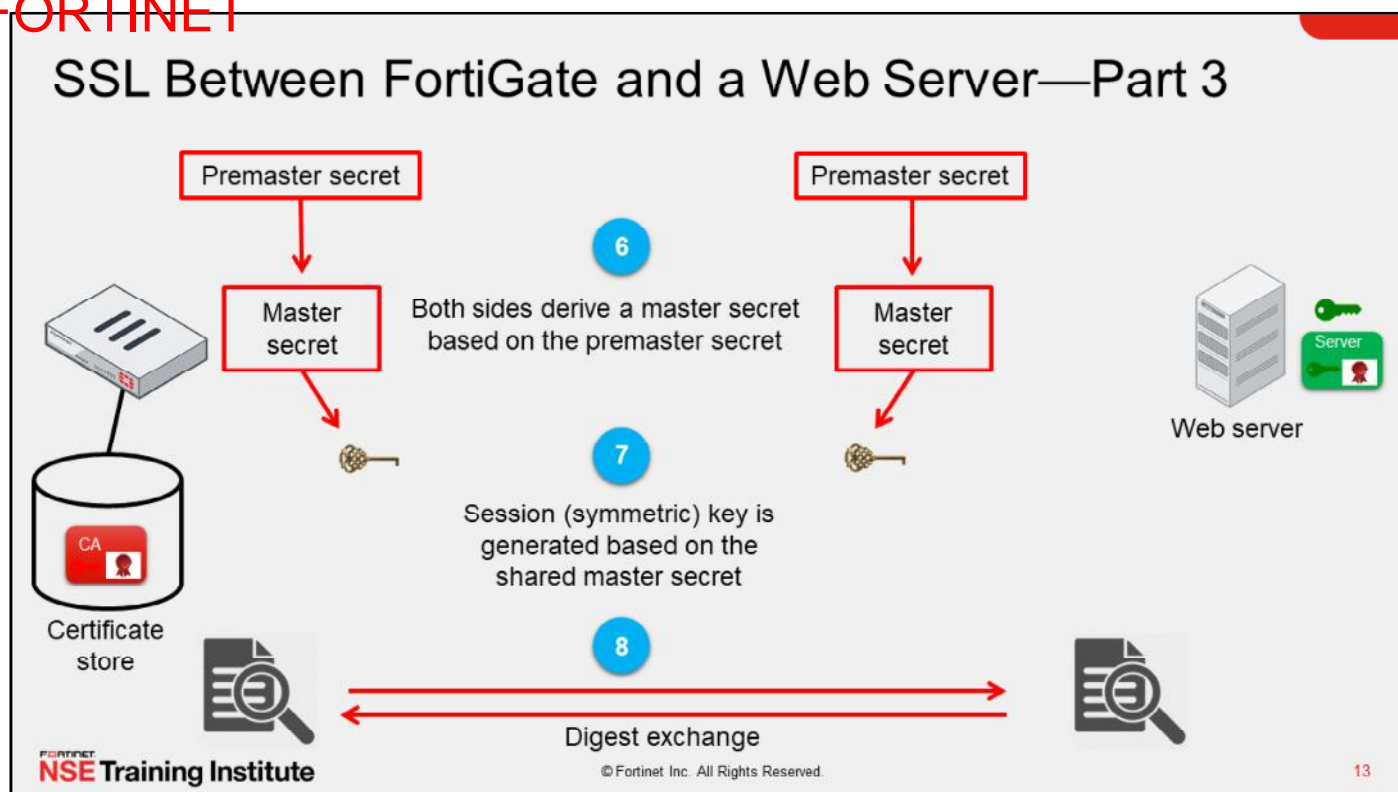 FORTINET
SSL Between FortiGate and a Web Server—Part 3
Premaster secret
Premaster secret
6
Master
secret
Both sides derive a master secret
based on the premaster secret
Master
secret
Server
Web server
7
Session (symmetric) key is
generated based on the
shared master secret
CA
Certificate
store
8
Digest exchange
FORTINET
NSE Training Institute
© Fortinet Inc. All Rights Reserved.
13